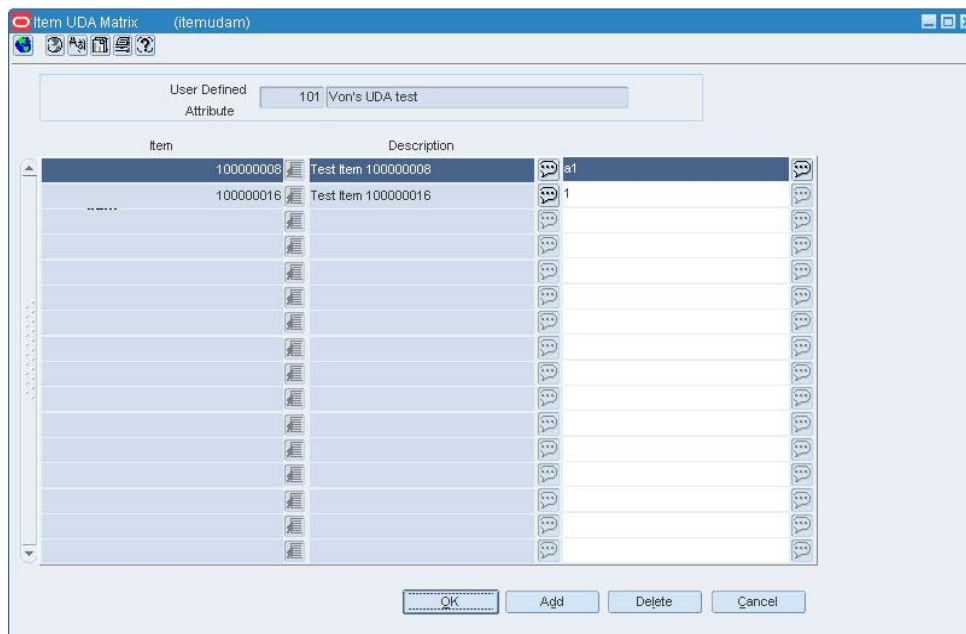 Item UDA Matrix (itemudam)
User Defined
Attribute
101 Von's UDA test
Item Description
100000008 Test Item 100000008 a1
100000016 Test Item 100000016 1
OK Add Delete Cancel